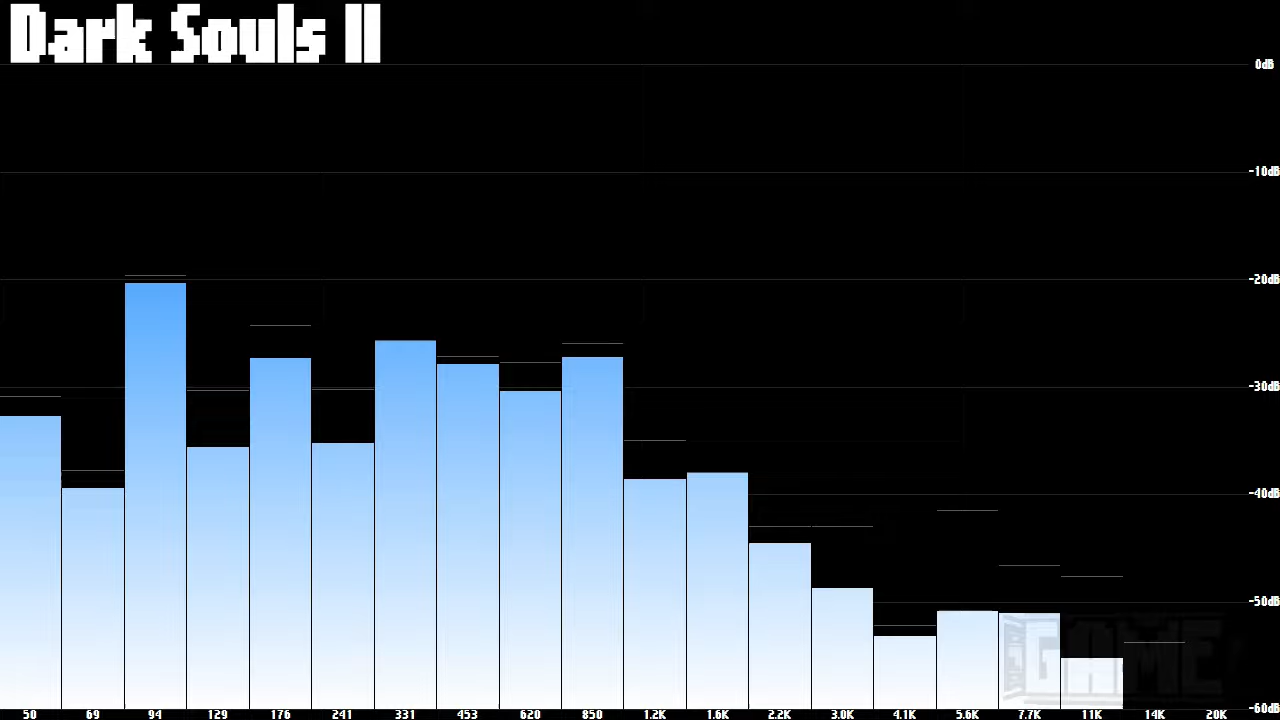 Dark Souls II
0dB
-10dB
-20dB
-30dB
-40dB
-50dB
GAME
-60dB
50 69 94 129 176 241 331 453 620 850 1.2K 1.6K 2.2K 3.0K 4.1K 5.6K 7.7K 11K 14K 20K